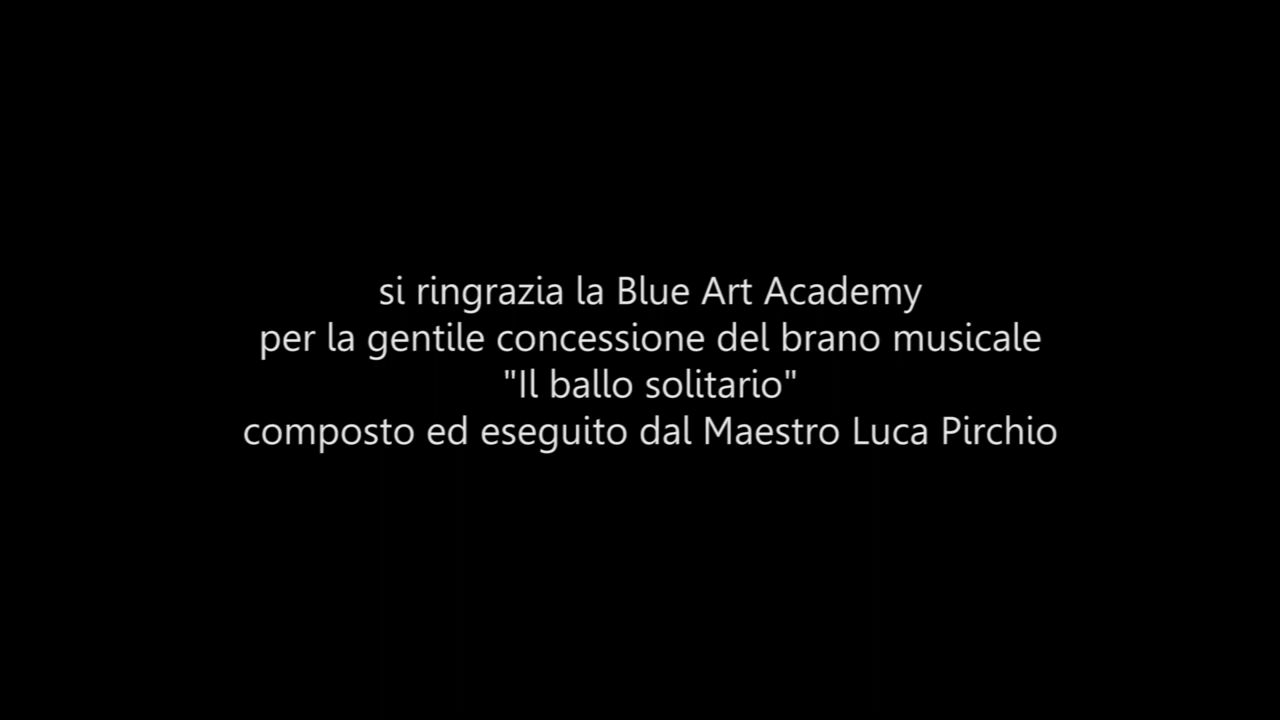 si ringrazia la Blue Art Academy
per la gentile concessione del brano musicale
"Il ballo solitario"
composto ed eseguito dal Maestro Luca Pirchio